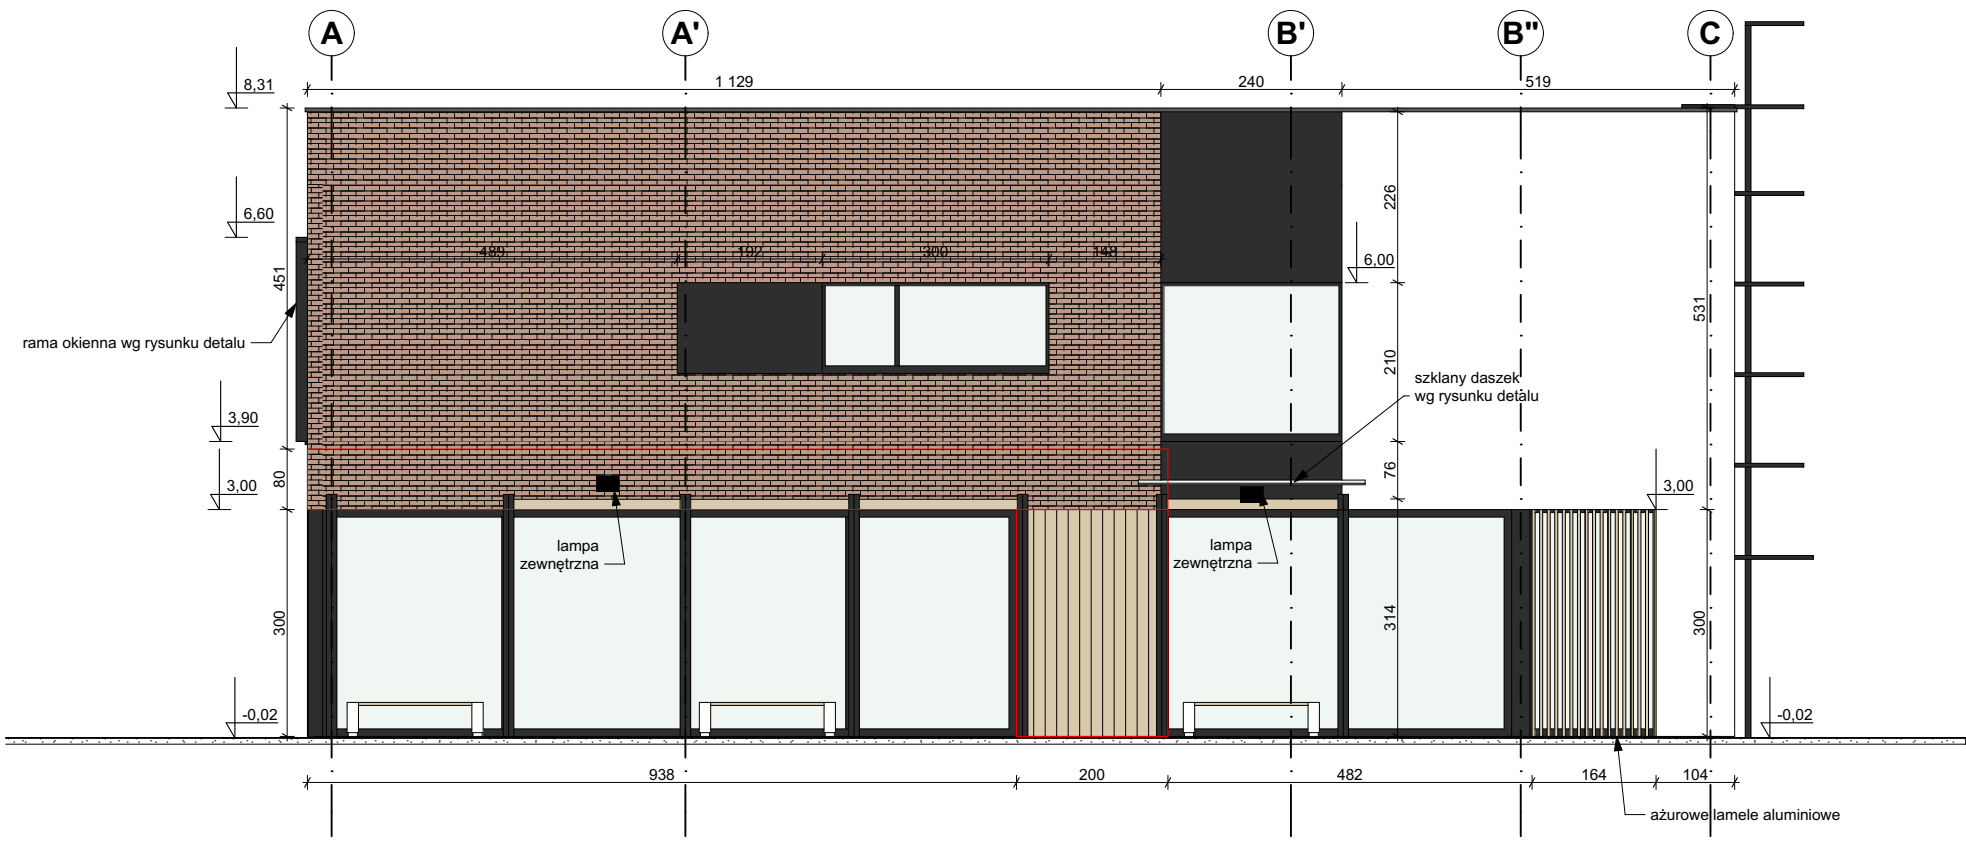 A
A'
B'
B"
C
8,31
1 129
240
519
6,60
226
489
192
300
148
6,00
451
531
rama okienna wg rysunku detalu
210
szklany daszek
wg rysunku detalu
3,90
80
76
3,00
3,00
lampa
zewnętrzna
lampa
zewnętrzna
300
314
300
-0,02
-0,02
938
200
482
164
104
ażurowe lamele aluminiowe